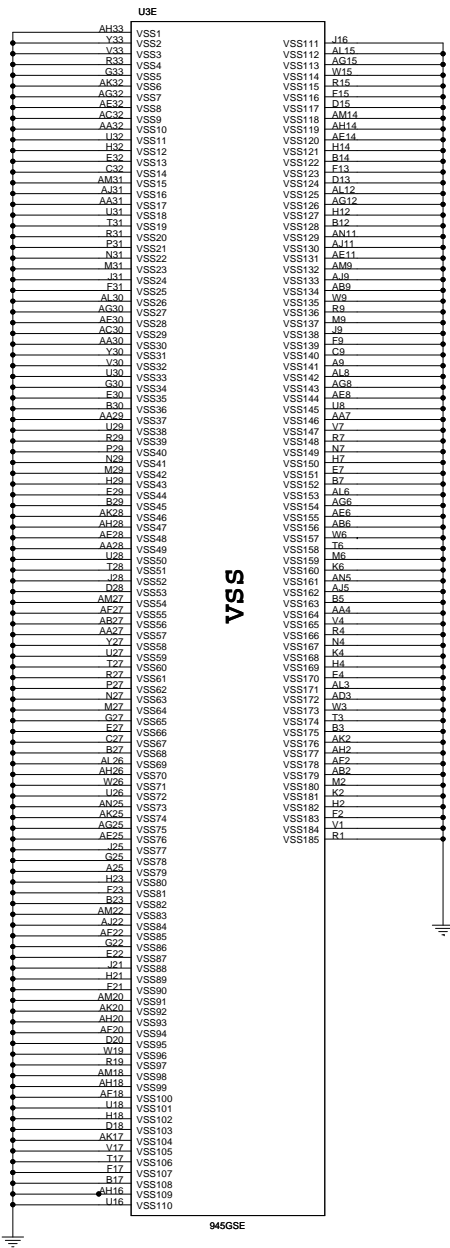 U3E
AH33 VSS1
Y33 VSS2
V33 VSS3
R33 VSS4
G33 VSS5
AK32 VSS6
AG32 VSS7
AE32 VSS8
AC32 VSS9
AA32 VSS10
U32 VSS11
H32 VSS12
E32 VSS13
C32 VSS14
AM31 VSS15
AJ31 VSS16
AA31 VSS17
U31 VSS18
T31 VSS19
R31 VSS20
P31 VSS21
N31 VSS22
M31 VSS23
J31 VSS24
F31 VSS25
AL30 VSS26
AG30 VSS27
AE30 VSS28
AC30 VSS29
AA30 VSS30
Y30 VSS31
V30 VSS32
U30 VSS33
G30 VSS34
E30 VSS35
B30 VSS36
AA29 VSS37
U29 VSS38
R29 VSS39
P29 VSS40
N29 VSS41
M29 VSS42
H29 VSS43
E29 VSS44
B29 VSS45
AK28 VSS46
AH28 VSS47
AE28 VSS48
AA28 VSS49
U28 VSS50
T28 VSS51
J28 VSS52
D28 VSS53
AM27 VSS54
AF27 VSS55
AB27 VSS56
AA27 VSS57
Y27 VSS58
U27 VSS59
T27 VSS60
R27 VSS61
P27 VSS62
N27 VSS63
M27 VSS64
G27 VSS65
E27 VSS66
C27 VSS67
B27 VSS68
AL26 VSS69
AH26 VSS70
W26 VSS71
U26 VSS72
AN25 VSS73
AK25 VSS74
AG25 VSS75
AE25 VSS76
J25 VSS77
G25 VSS78
A25 VSS79
H23 VSS80
F23 VSS81
B23 VSS82
AM22 VSS83
AJ22 VSS84
AF22 VSS85
G22 VSS86
E22 VSS87
J21 VSS88
H21 VSS89
F21 VSS90
AM20 VSS91
AK20 VSS92
AH20 VSS93
AF20 VSS94
D20 VSS95
W19 VSS96
R19 VSS97
AM18 VSS98
AH18 VSS99
AF18 VSS100
U18 VSS101
H18 VSS102
D18 VSS103
AK17 VSS104
V17 VSS105
T17 VSS106
F17 VSS107
B17 VSS108
AH16 VSS109
U16 VSS110
VSS
VSS111 J16
VSS112 AL15
VSS113 AG15
VSS114 W15
VSS115 R15
VSS116 F15
VSS117 D15
VSS118 AM14
VSS119 AH14
VSS120 AE14
VSS121 H14
VSS122 B14
VSS123 F13
VSS124 D13
VSS125 AL12
VSS126 AG12
VSS127 H12
VSS128 B12
VSS129 AN11
VSS130 AJ11
VSS131 AE11
VSS132 AM9
VSS133 AJ9
VSS134 AB9
VSS135 W9
VSS136 R9
VSS137 M9
VSS138 J9
VSS139 F9
VSS140 C9
VSS141 A9
VSS142 AL8
VSS143 AG8
VSS144 AE8
VSS145 U8
VSS146 AA7
VSS147 V7
VSS148 R7
VSS149 N7
VSS150 H7
VSS151 E7
VSS152 B7
VSS153 AL6
VSS154 AG6
VSS155 AE6
VSS156 AB6
VSS157 W6
VSS158 T6
VSS159 M6
VSS160 K6
VSS161 AN5
VSS162 AJ5
VSS163 B5
VSS164 AA4
VSS165 V4
VSS166 R4
VSS167 N4
VSS168 K4
VSS169 H4
VSS170 E4
VSS171 AL3
VSS172 AD3
VSS173 W3
VSS174 T3
VSS175 B3
VSS176 AK2
VSS177 AH2
VSS178 AF2
VSS179 AB2
VSS180 M2
VSS181 K2
VSS182 H2
VSS183 F2
VSS184 V1
VSS185 R1
945GSE